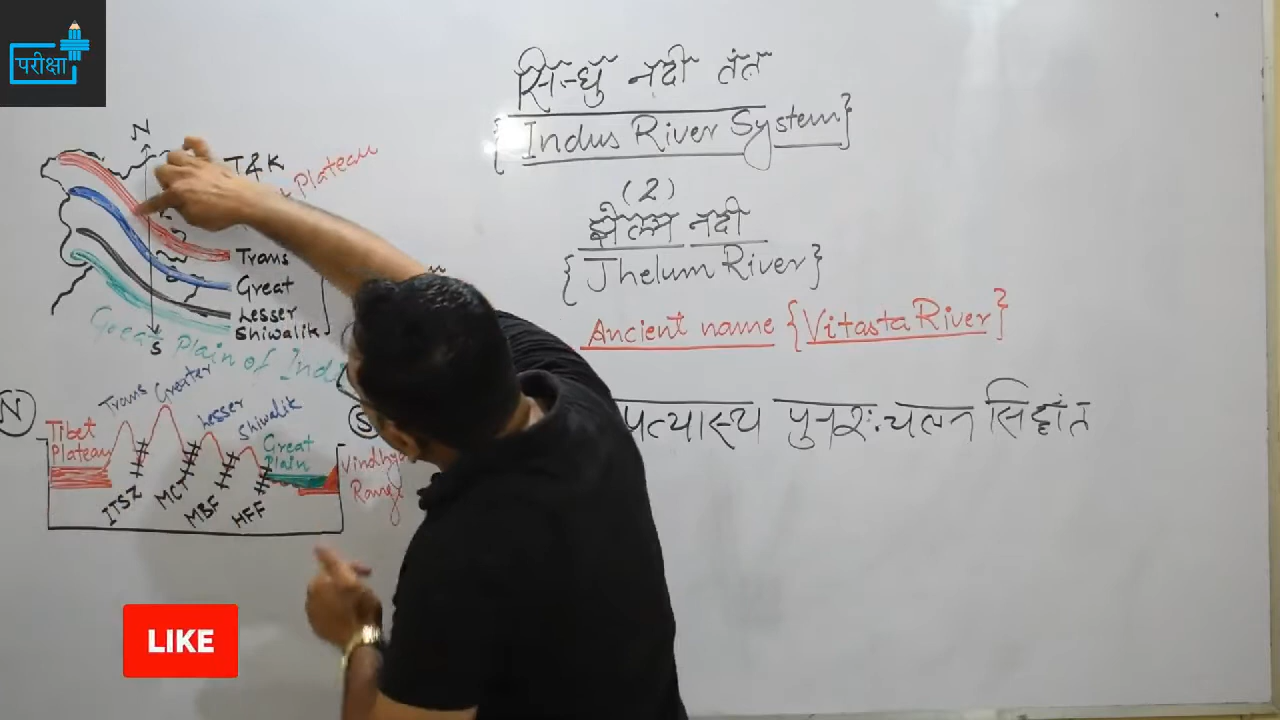 परीक्षा
सिन्धु नदी तंत्र
{Indus River System}
(2)
झेलम नदी
{Jhelum River}
Ancient name {Vitasta River}
पुनरः चलन सिद्धांत
N
J & K
Plateau
Trans
Great
Lesser
Shiwalik
S
Great Plain of Indi
N
Trans
Greater
Lesser
Shiwalik
Tibet
Plateau
Great
Plain
Vindhya
Range
ITSZ
MCT
MBF
HFF
S
LIKE